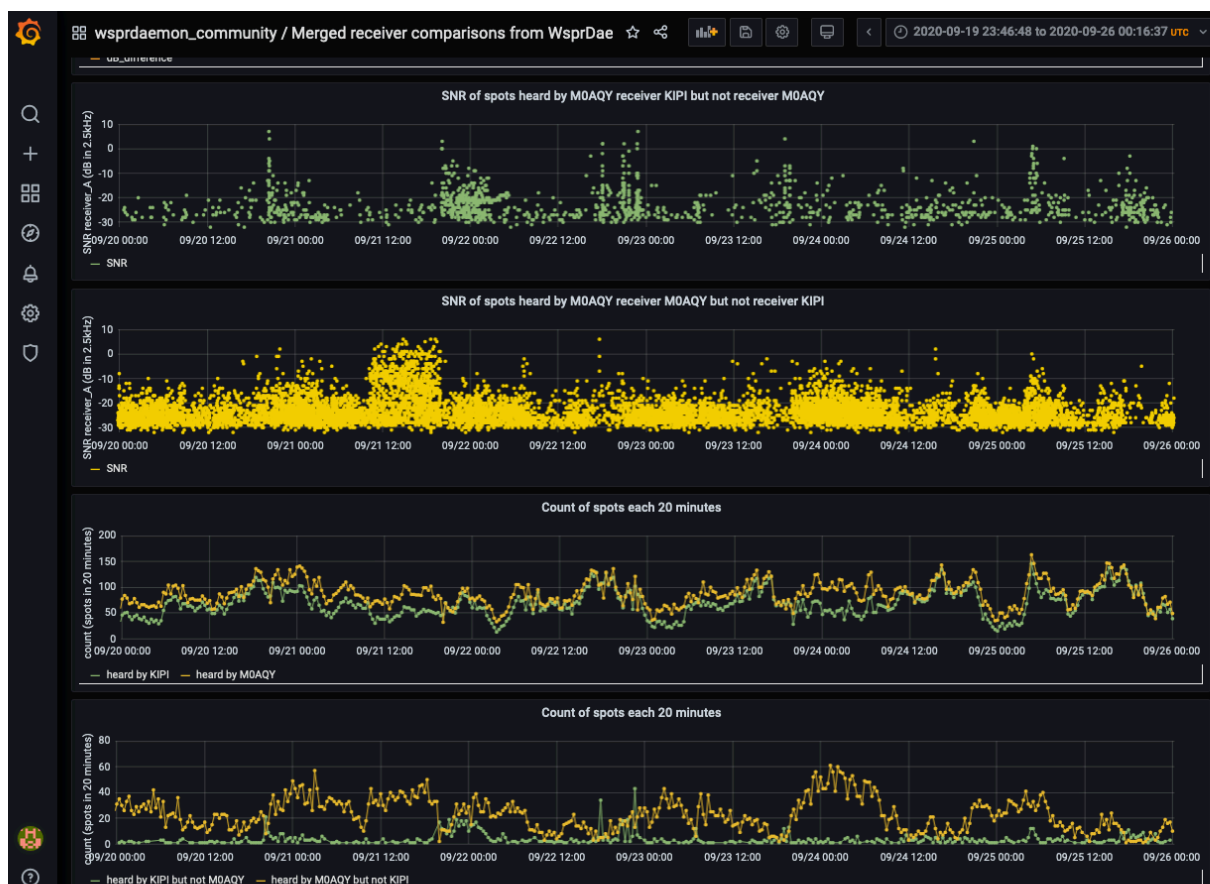 wsprdaemon_community / Merged receiver comparisons from WsprDae
2020-09-19 23:46:48 to 2020-09-26 00:16:37 UTC
dB_difference
SNR of spots heard by M0AQY receiver KIPI but not receiver M0AQY
SNR receiver_A (dB in 2.5kHz)
10
0
-10
-20
-30
09/20 00:00 09/20 12:00 09/21 00:00 09/21 12:00 09/22 00:00 09/22 12:00 09/23 00:00 09/23 12:00 09/24 00:00 09/24 12:00 09/25 00:00 09/25 12:00 09/26 00:00
SNR
SNR of spots heard by M0AQY receiver M0AQY but not receiver KIPI
SNR receiver_A (dB in 2.5kHz)
10
0
-10
-20
-30
09/20 00:00 09/20 12:00 09/21 00:00 09/21 12:00 09/22 00:00 09/22 12:00 09/23 00:00 09/23 12:00 09/24 00:00 09/24 12:00 09/25 00:00 09/25 12:00 09/26 00:00
SNR
Count of spots each 20 minutes
count (spots in 20 minutes)
200
150
100
50
0
09/20 00:00 09/20 12:00 09/21 00:00 09/21 12:00 09/22 00:00 09/22 12:00 09/23 00:00 09/23 12:00 09/24 00:00 09/24 12:00 09/25 00:00 09/25 12:00 09/26 00:00
heard by KIPI heard by M0AQY
Count of spots each 20 minutes
count (spots in 20 minutes)
80
60
40
20
0
09/20 00:00 09/20 12:00 09/21 00:00 09/21 12:00 09/22 00:00 09/22 12:00 09/23 00:00 09/23 12:00 09/24 00:00 09/24 12:00 09/25 00:00 09/25 12:00 09/26 00:00
heard by KIPI but not M0AQY heard by M0AQY but not KIPI